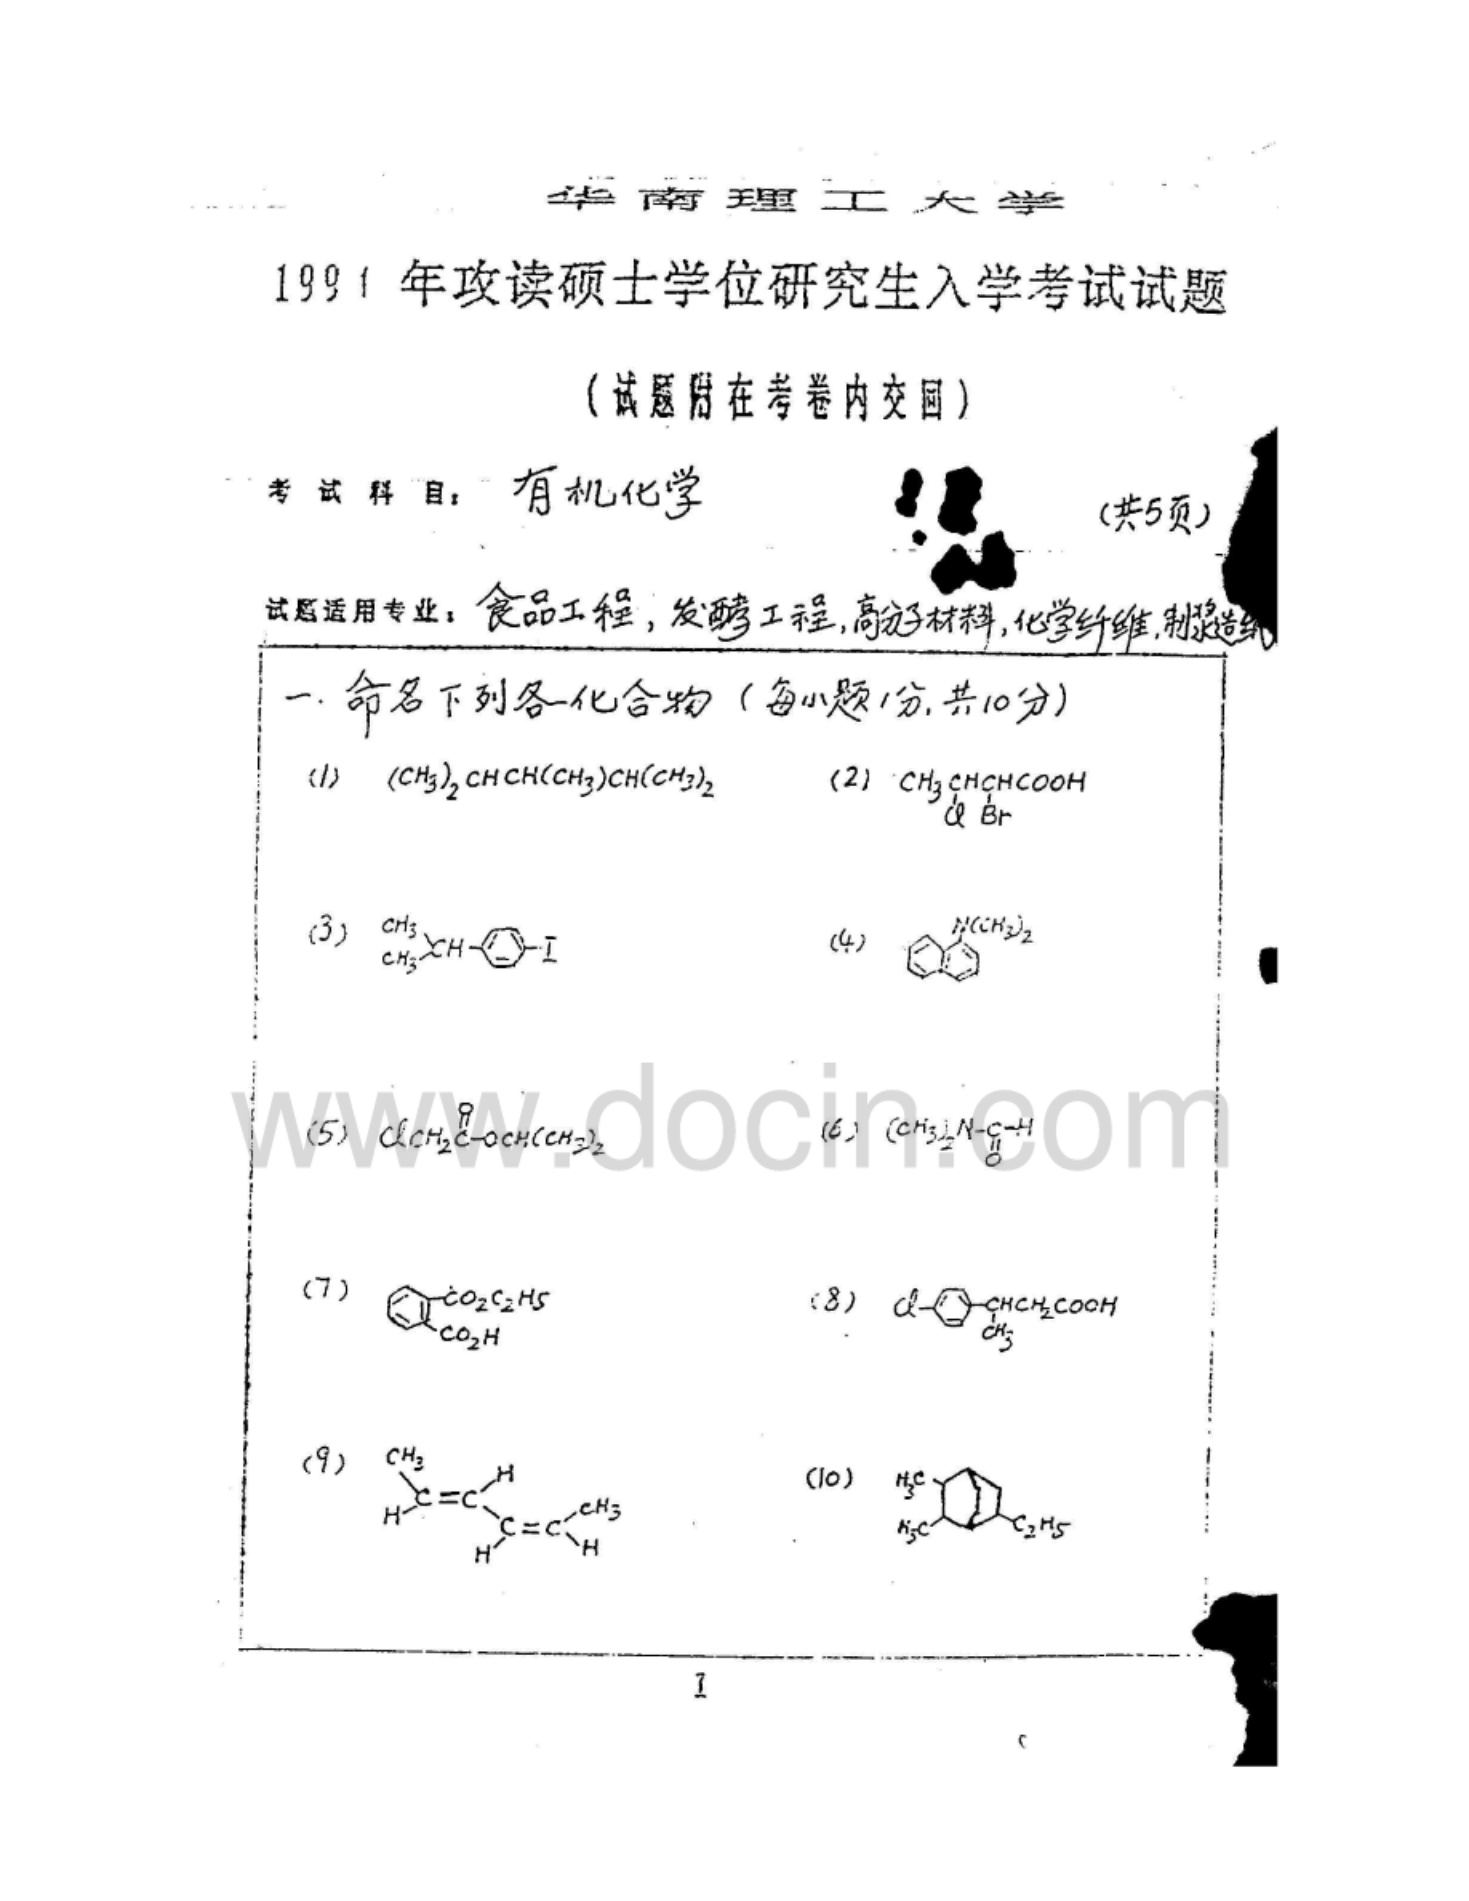 华南理工大学
1991年攻读硕士学位研究生入学考试试题
(试题附在考卷内交回)
考试科目: 有机化学 (共5页)
试题适用专业: 食品工程, 发酵工程, 高分子材料, 化学纤维, 制浆造纸
一. 命名下列各化合物 (每小题1分, 共10分)
(1) (CH3)2CHCH(CH3)CH(CH3)2 (2) CH3CHCHCOOH
Cl Br
(3) CH3 CH3 CH I (4) N(CH3)2
www.docin.com
(5) ClCH2C-OCH(CH3)2 O (6) (CH3)2N-C-H O
(7) CO2C2H5 CO2H (8) Cl CHCH2COOH CH3
(9) CH3 H C=C H C=C CH3 H H (10) H3C H3C C2H5
1